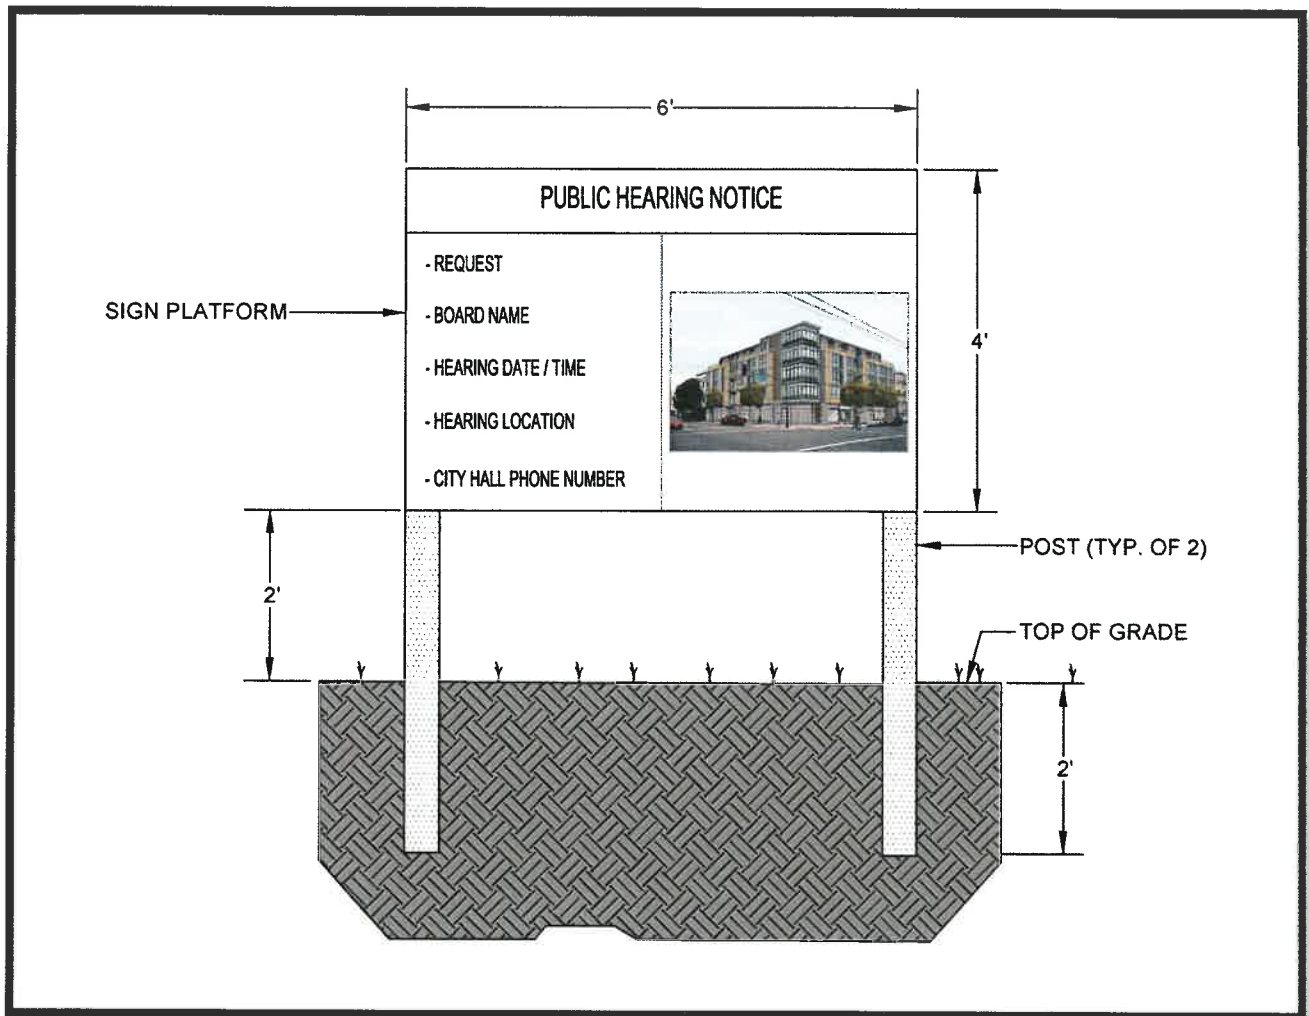 6'
PUBLIC HEARING NOTICE
- REQUEST
SIGN PLATFORM
- BOARD NAME
4'
- HEARING DATE / TIME
- HEARING LOCATION
- CITY HALL PHONE NUMBER
POST (TYP. OF 2)
2'
TOP OF GRADE
2'